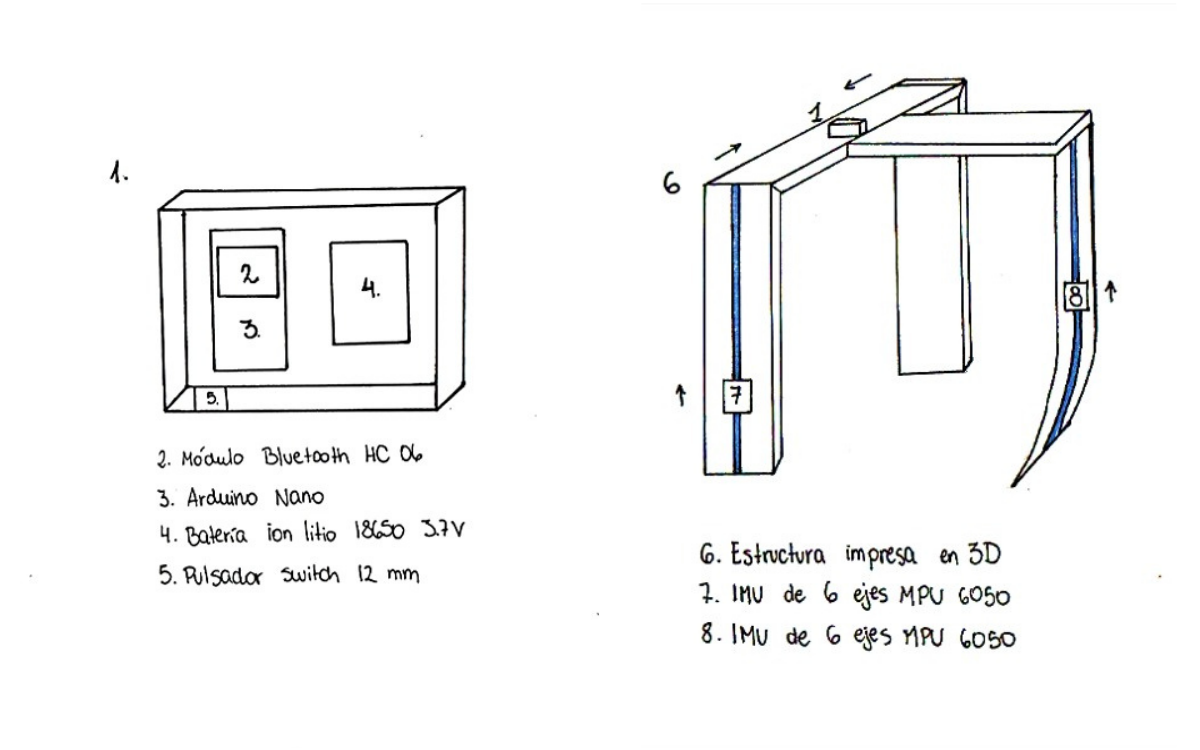 1.
2
3.
4.
5.
2. Módulo Bluetooth HC 06
3. Arduino Nano
4. Batería ion litio 18650 3.7V
5. Pulsador switch 12 mm
1
6
7
8
6. Estructura impresa en 3D
7. IMU de 6 ejes MPU 6050
8. IMU de 6 ejes MPU 6050